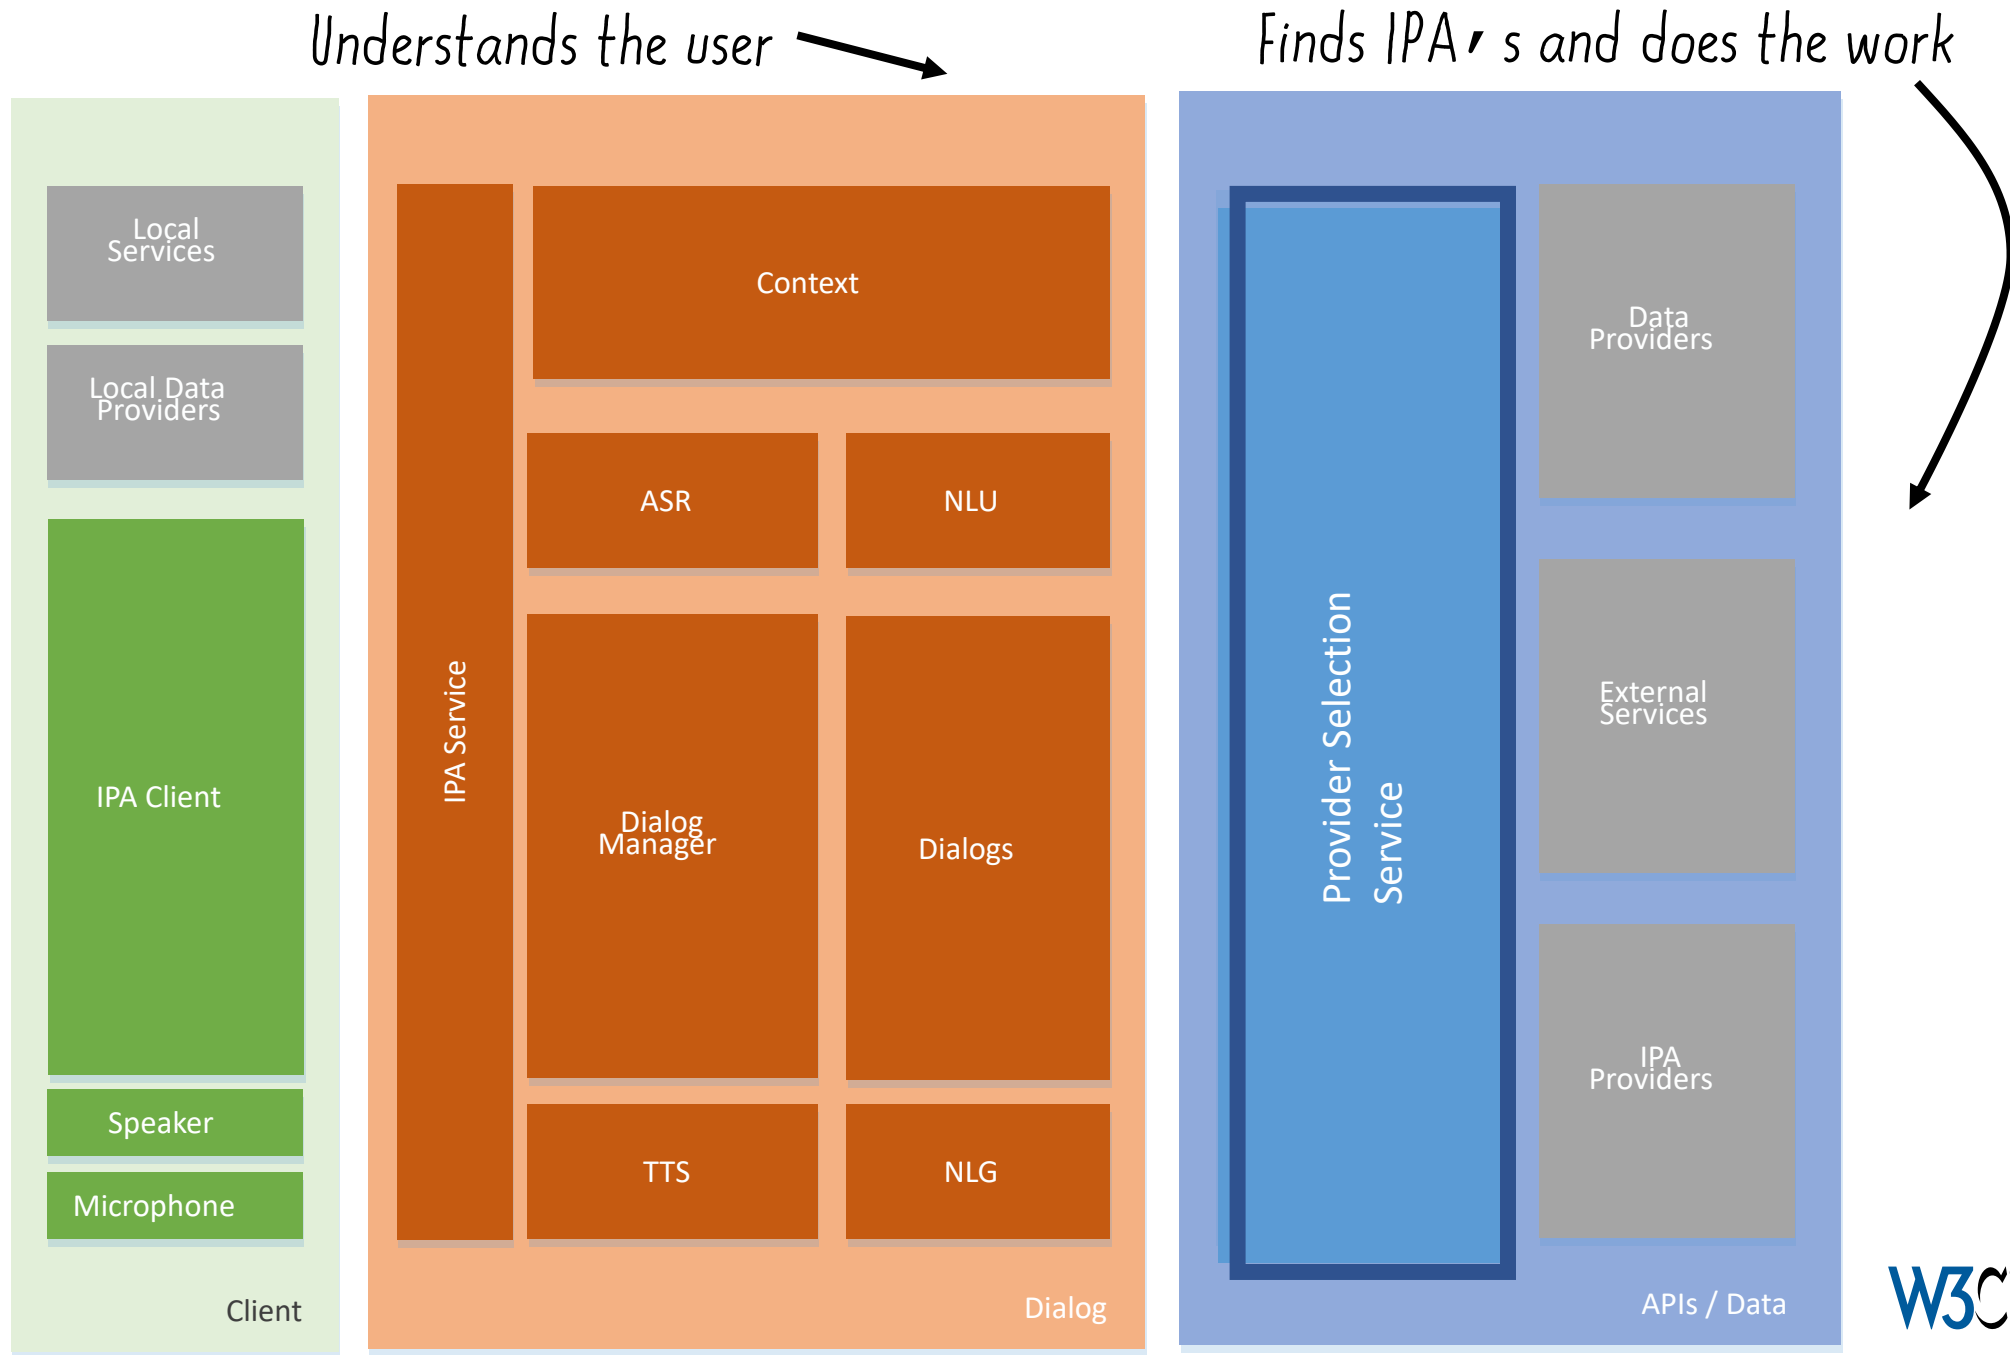 Understands the user
Finds IPA's and does the work
Local
Services
Local Data
Providers
IPA Client
Speaker
Microphone
Client
IPA Service
Context
ASR
NLU
Dialog
Manager
Dialogs
TTS
NLG
Dialog
Provider Selection
Service
Data
Providers
External
Services
IPA
Providers
APIs / Data
W3C